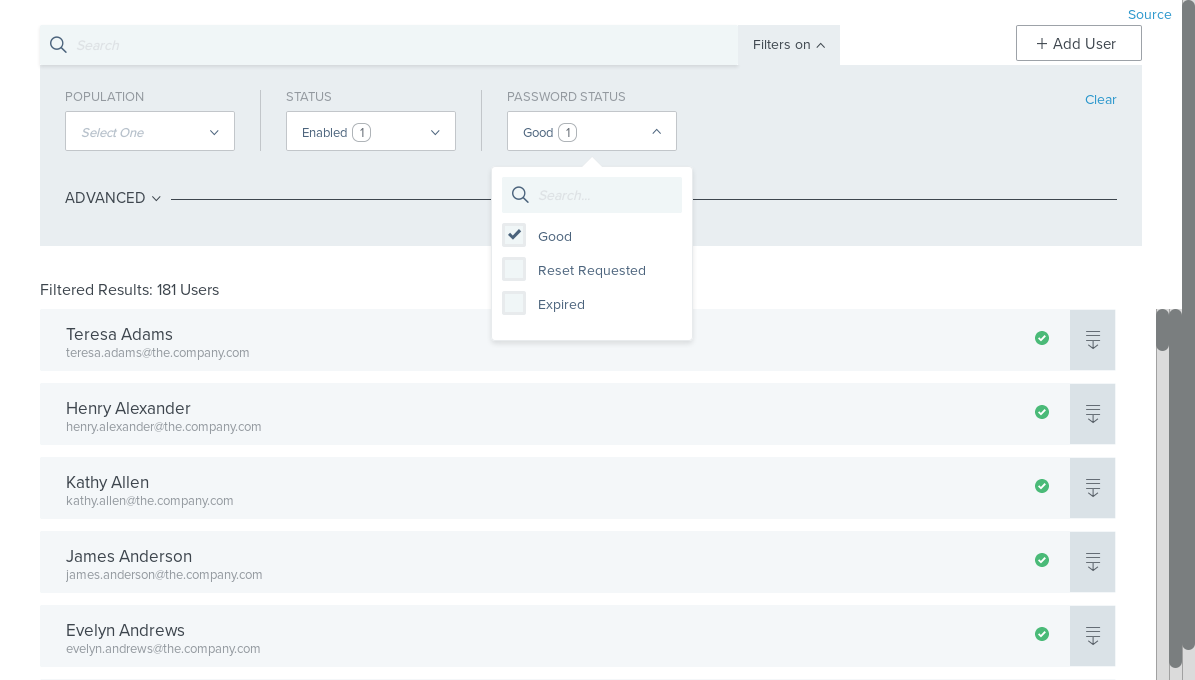 Source
Search
Filters on
+ Add User
POPULATION
STATUS
PASSWORD STATUS
Clear
Select One
Enabled 1
Good 1
ADVANCED
Search...
Good
Reset Requested
Expired
Filtered Results: 181 Users
Teresa Adams
teresa.adams@the.company.com
Henry Alexander
henry.alexander@the.company.com
Kathy Allen
kathy.allen@the.company.com
James Anderson
james.anderson@the.company.com
Evelyn Andrews
evelyn.andrews@the.company.com